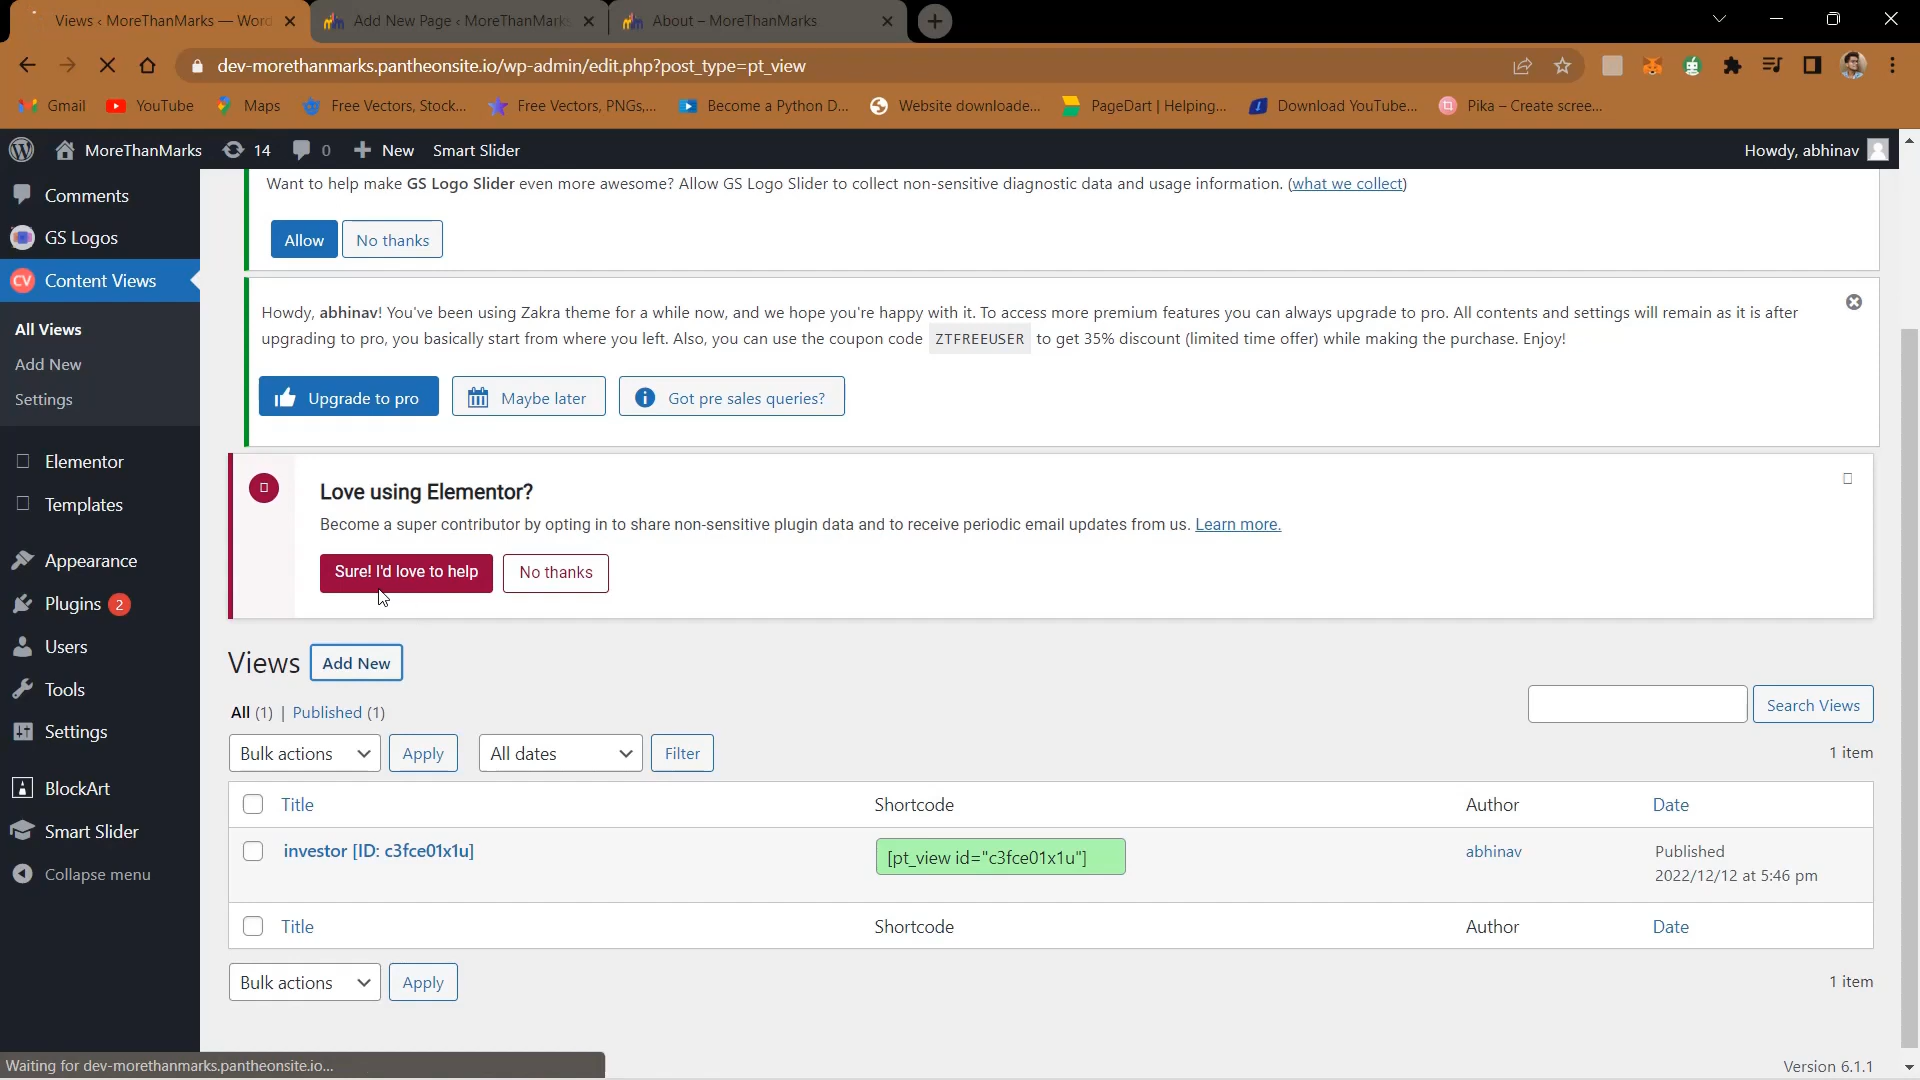 Views ‹ MoreThanMarks — Word
Add New Page ‹ MoreThanMarks
About – MoreThanMarks
dev-morethanmarks.pantheonsite.io/wp-admin/edit.php?post_type=pt_view
Gmail
YouTube
Maps
Free Vectors, Stock...
Free Vectors, PNGs,...
Become a Python D...
Website downloade...
PageDart | Helping...
Download YouTube...
Pika – Create scree...
MoreThanMarks
14
0
New
Smart Slider
Howdy, abhinav
Comments
GS Logos
CV Content Views
All Views
Add New
Settings
Elementor
Templates
Appearance
Plugins 2
Users
Tools
Settings
BlockArt
Smart Slider
Collapse menu
Want to help make GS Logo Slider even more awesome? Allow GS Logo Slider to collect non-sensitive diagnostic data and usage information. (what we collect)
Allow
No thanks
Howdy, abhinav! You've been using Zakra theme for a while now, and we hope you're happy with it. To access more premium features you can always upgrade to pro. All contents and settings will remain as it is after
upgrading to pro, you basically start from where you left. Also, you can use the coupon code ZTFREEUSER to get 35% discount (limited time offer) while making the purchase. Enjoy!
Upgrade to pro
Maybe later
Got pre sales queries?
Love using Elementor?
Become a super contributor by opting in to share non-sensitive plugin data and to receive periodic email updates from us. Learn more.
Sure! I'd love to help
No thanks
Views
Add New
All (1) | Published (1)
Search Views
Bulk actions
Apply
All dates
Filter
1 item
Title
Shortcode
Author
Date
investor [ID: c3fce01x1u]
[pt_view id="c3fce01x1u"]
abhinav
Published
2022/12/12 at 5:46 pm
Title
Shortcode
Author
Date
Bulk actions
Apply
1 item
Waiting for dev-morethanmarks.pantheonsite.io...
Version 6.1.1